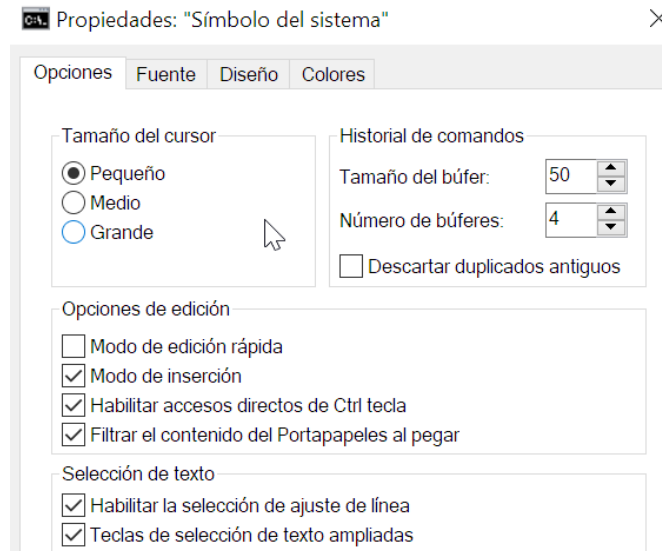 Propiedades: "Símbolo del sistema"
Opciones Fuente Diseño Colores
Tamaño del cursor
Pequeño
Medio
Grande
Historial de comandos
Tamaño del búfer: 50
Número de búferes: 4
Descartar duplicados antiguos
Opciones de edición
Modo de edición rápida
Modo de inserción
Habilitar accesos directos de Ctrl tecla
Filtrar el contenido del Portapapeles al pegar
Selección de texto
Habilitar la selección de ajuste de línea
Teclas de selección de texto ampliadas